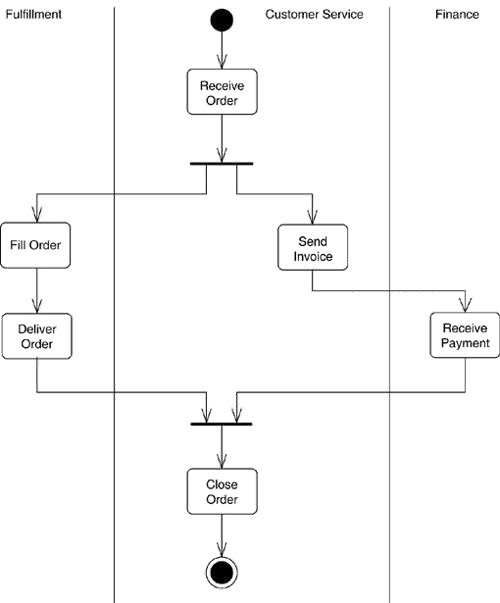 Fulfillment
Customer Service
Finance
Receive
Order
Fill Order
Send
Invoice
Deliver
Order
Receive
Payment
Close
Order